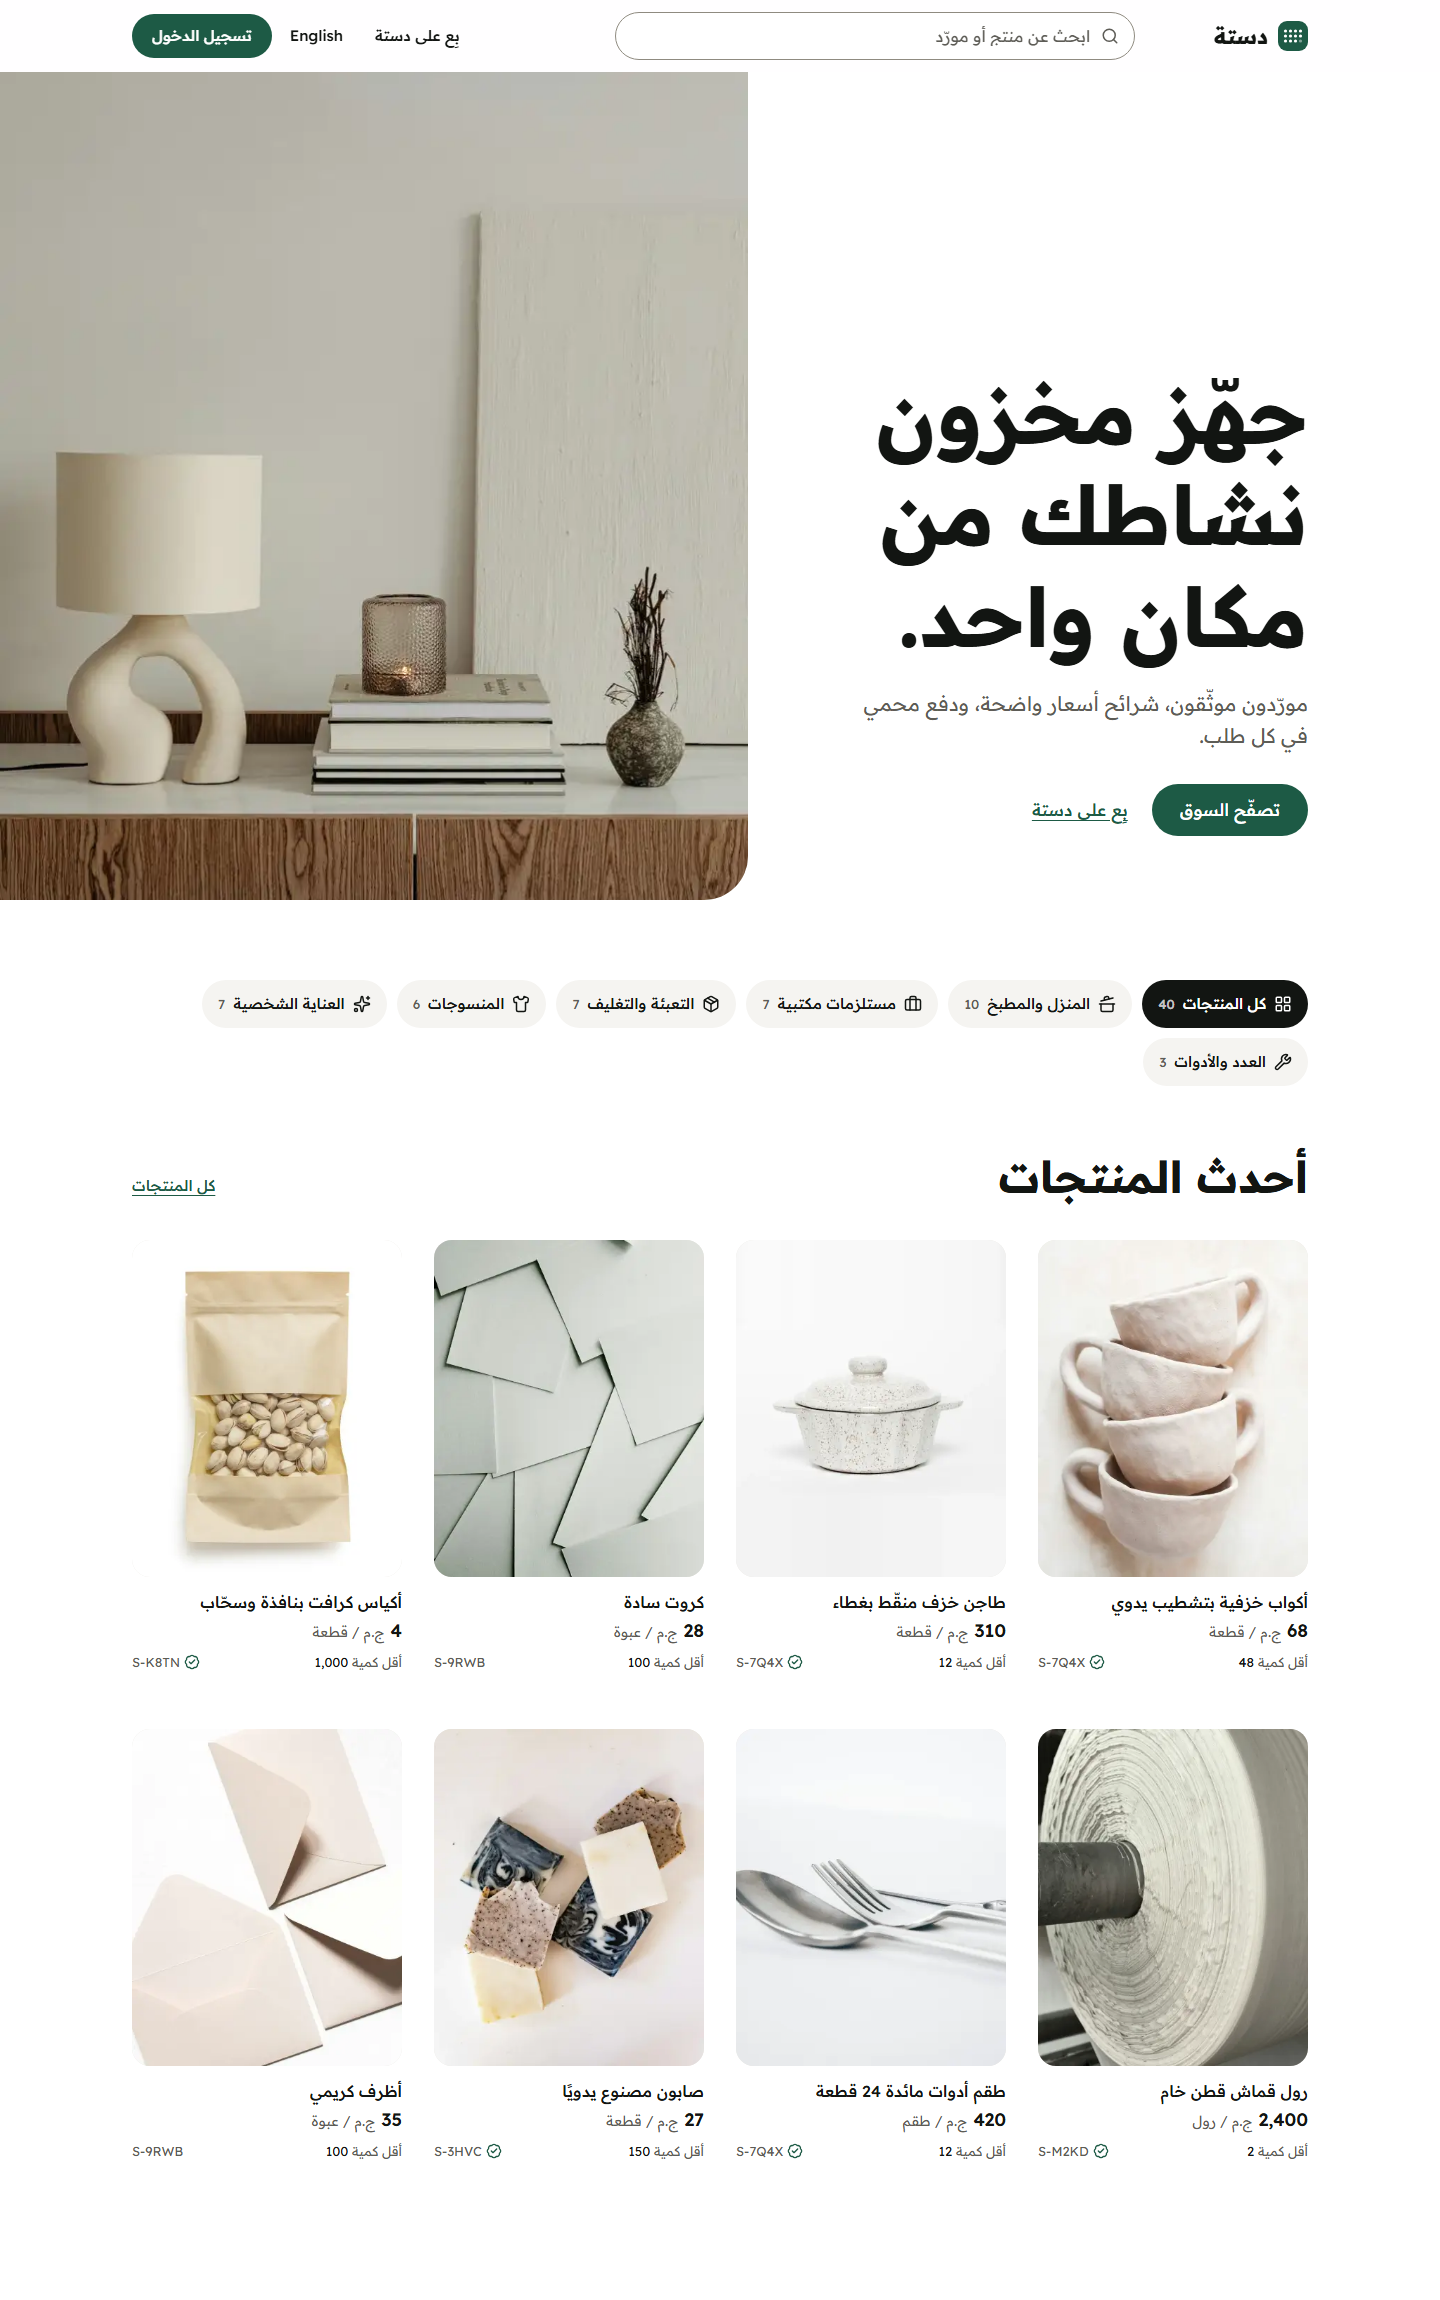 دستة
ابحث عن منتج أو مورّد
بِع على دستة
English
تسجيل الدخول
جهّز مخزون
نشاطك من
مكان واحد.
مورّدون موثّقون، شرائح أسعار واضحة، ودفع محمي
في كل طلب.
تصفّح السوق
بِع على دستة
كل المنتجات 40
المنزل والمطبخ 10
مستلزمات مكتبية 7
التعبئة والتغليف 7
المنسوجات 6
العناية الشخصية 7
العدد والأدوات 3
أحدث المنتجات
كل المنتجات
أكواب خزفية بتشطيب يدوي
68 ج.م / قطعة
أقل كمية 48
S-7Q4X
طاجن خزف منقّط بغطاء
310 ج.م / قطعة
أقل كمية 12
S-7Q4X
كروت سادة
28 ج.م / عبوة
أقل كمية 100
S-9RWB
أكياس كرافت بنافذة وسحّاب
4 ج.م / قطعة
أقل كمية 1,000
S-K8TN
رول قماش قطن خام
2,400 ج.م / رول
أقل كمية 2
S-M2KD
طقم أدوات مائدة 24 قطعة
420 ج.م / طقم
أقل كمية 12
S-7Q4X
صابون مصنوع يدويًا
27 ج.م / قطعة
أقل كمية 150
S-3HVC
أظرف كريمي
35 ج.م / عبوة
أقل كمية 100
S-9RWB